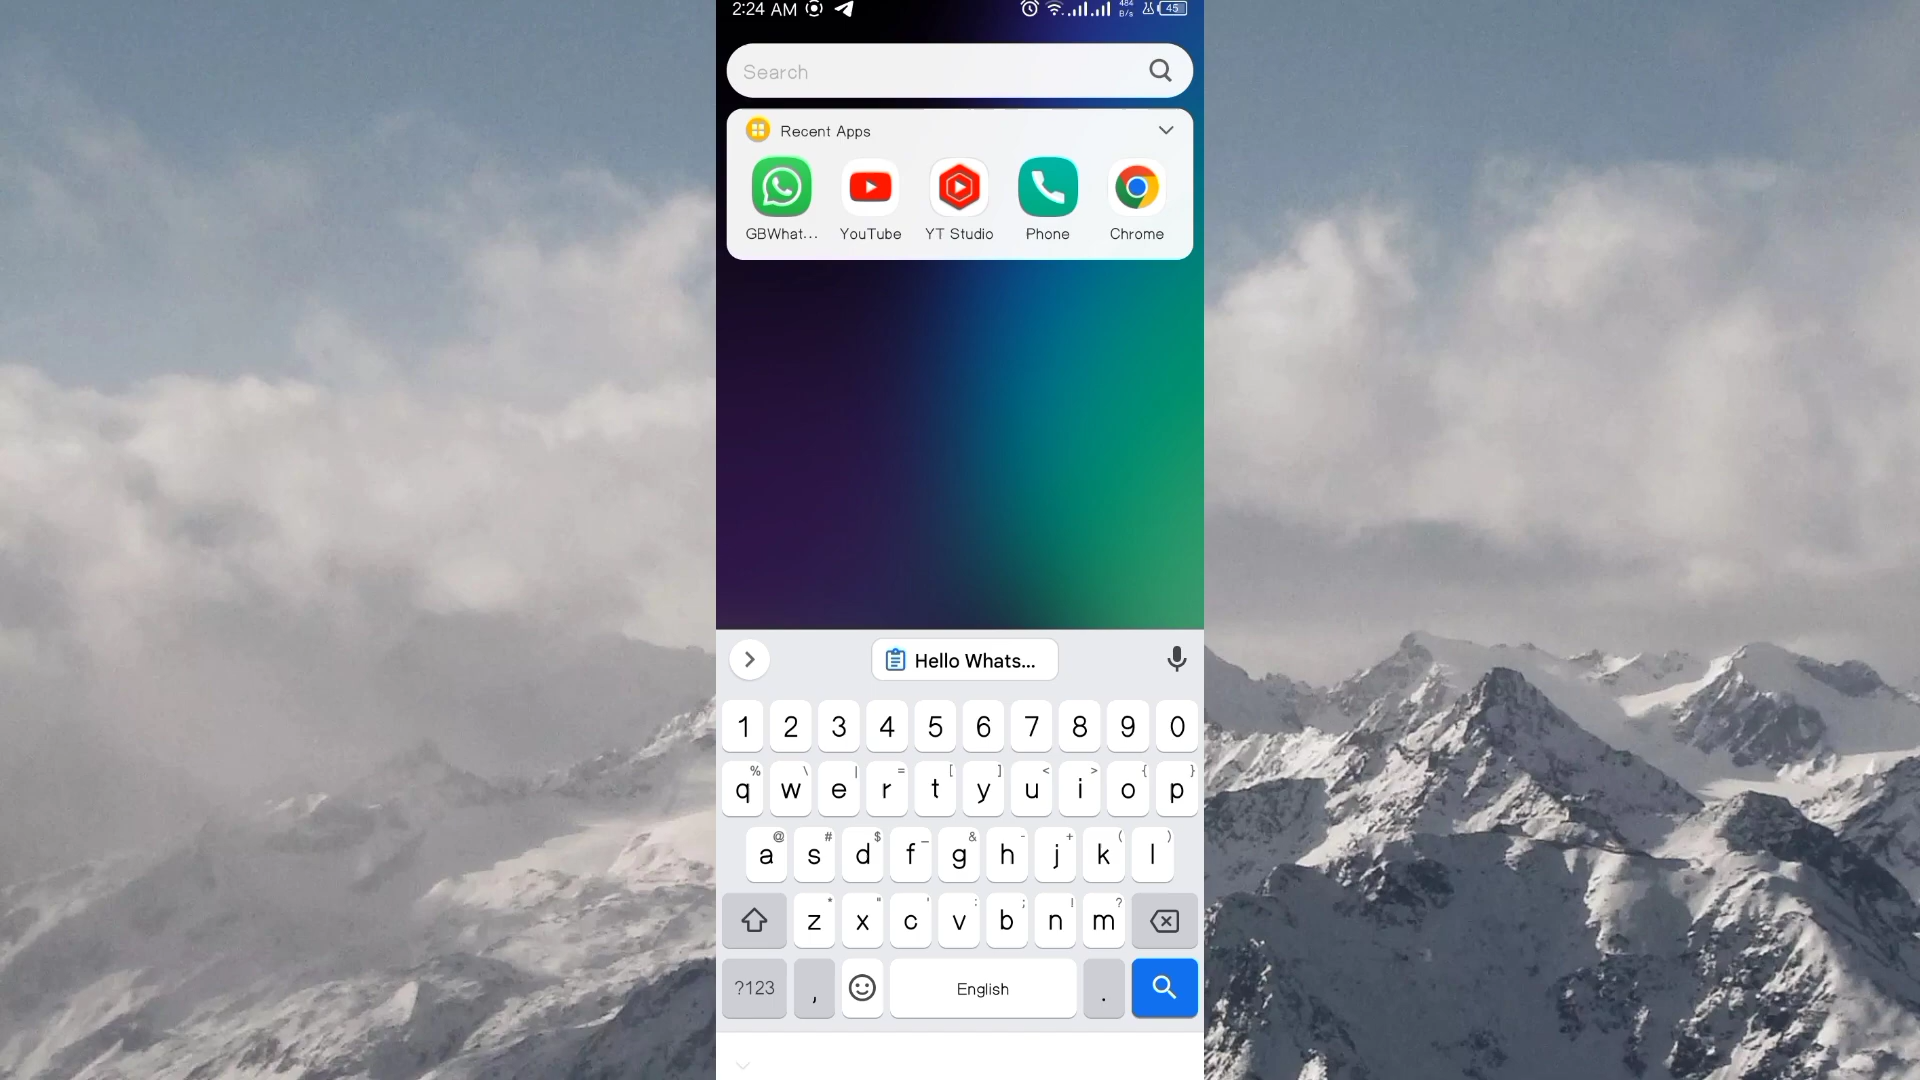 2:24 AM
484
B/s
45
Search
Recent Apps
GBWhat... YouTube YT Studio Phone Chrome
Hello Whats...
1 2 3 4 5 6 7 8 9 0
% \ | = [ ] < > { }
q w e r t y u i o p
@ # $ _ & - + ( )
a s d f g h j k l
* " ' : ; ! ?
z x c v b n m
?123 , English .